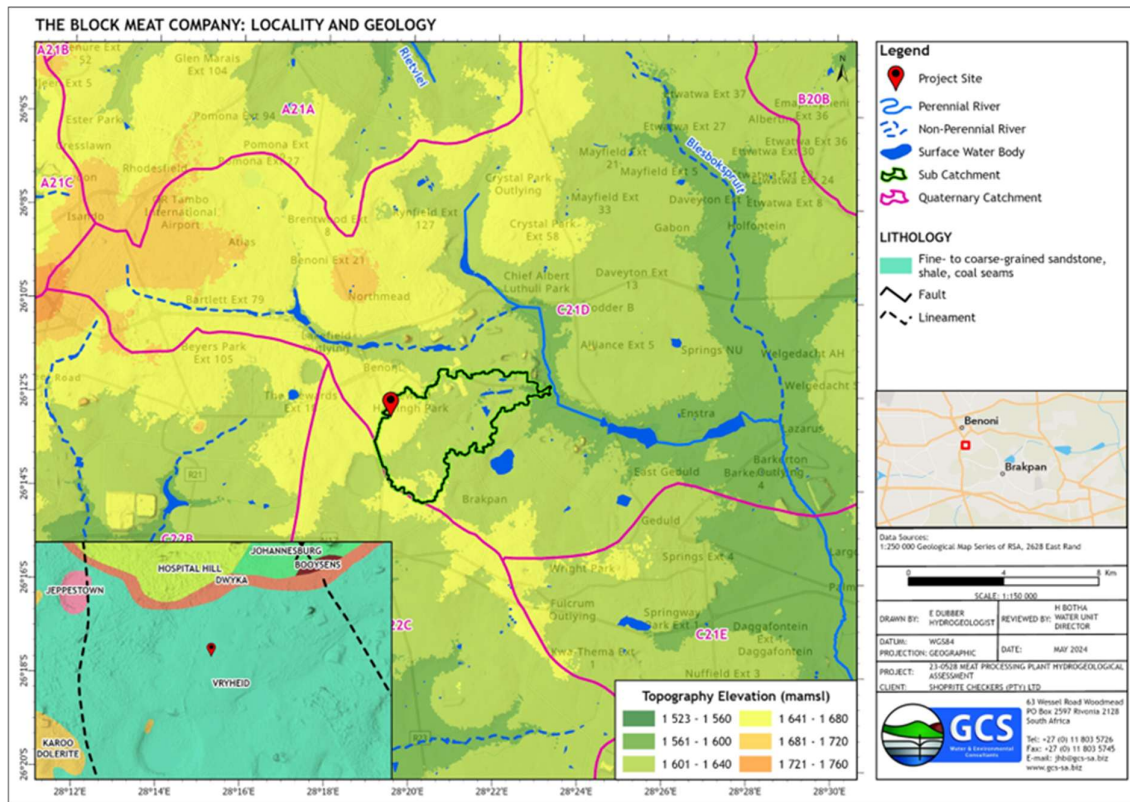 THE BLOCK MEAT COMPANY: LOCALITY AND GEOLOGY
A21B
Glen Marais
Ext 104
Rietvlei
N
Etwatwa Ext 37
B20B
A21A
Pomona Ext 94
Ester Park
Etwatwa Ext 27
Etwatwa Ext 36
Pomona Ext
Mayfield Ext
21
Mayfield Ext 5
Etwatwa Ext 30
Rhodesfield
Blesbokspruit
A21C
Crystal Park
Outlying
Mayfield Ext
33
Daveyton Ext
Etwatwa Ext 8
OR Tambo
International
Airport
Isando
Brentwood Ext
8
Rynfield Ext
127
Crystal Park
Ext 58
Gabon
Holfontein
Atlas
Benoni Ext 21
Chief Albert
Luthuli Park
Daveyton Ext
13
Bartlett Ext 79
Northmead
C21D
Modder B
Beyers Park
Ext 105
Alliance Ext 5
Springs NU
Welgedacht AH
Benoni
Welgedacht
Enstra
Lazarus
R21
East Geduld
Barkerton
Outlying
4
Brakpan
Geduld
C22B
Springs Ext 4
Wright Park
Fulcrum
Outlying
Springway
Park Ext 1
C21E
Daggafontein
Daggafontein
Kwa-Thema Ext
1
Nuffield Ext 3
R23
26°6'S
26°8'S
26°10'S
26°12'S
26°14'S
26°16'S
26°18'S
26°20'S
28°12'E
28°14'E
28°16'E
28°18'E
28°20'E
28°22'E
28°24'E
28°26'E
28°28'E
28°30'E
JOHANNESBURG
HOSPITAL HILL
BOOYSENS
DWYKA
JEPPESTOWN
VRYHEID
KAROO
DOLERITE
Topography Elevation (mamsl)
1 523 - 1 560
1 641 - 1 680
1 561 - 1 600
1 681 - 1 720
1 601 - 1 640
1 721 - 1 760
Legend
Project Site
Perennial River
Non-Perennial River
Surface Water Body
Sub Catchment
Quaternary Catchment
LITHOLOGY
Fine- to coarse-grained sandstone,
shale, coal seams
Fault
Lineament
Benoni
Brakpan
Data Sources:
1:250 000 Geological Map Series of RSA, 2628 East Rand
0 4 8 Km
SCALE: 1:150 000
DRAWN BY: E DUBBER
HYDROGEOLOGIST
REVIEWED BY: H BOTHA
WATER UNIT
DIRECTOR
DATUM: WGS84
PROJECTION: GEOGRAPHIC
DATE: MAY 2024
PROJECT: 23-0528 MEAT PROCESSING PLANT HYDROGEOLOGICAL
ASSESSMENT
CLIENT: SHOPRITE CHECKERS (PTY) LTD
GCS
Water & Environmental
Consultants
63 Wessel Road Woodmead
PO Box 2597 Rivonia 2128
South Africa
Tel: +27 (0) 11 803 5726
Fax: +27 (0) 11 803 5745
E-mail: jhb@gcs-sa.biz
www.gcs-sa.biz